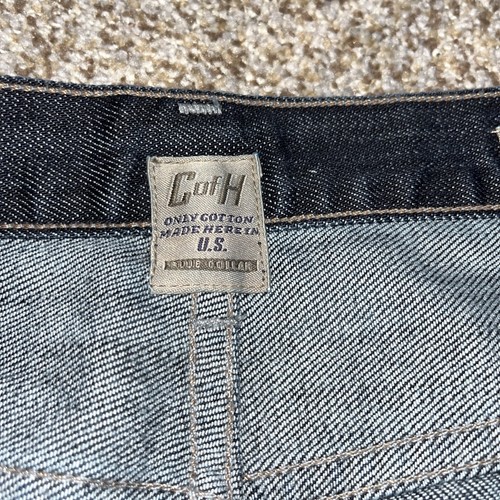 CofH
ONLY COTTON
MADE HERE IN
U.S.
BLUE COLLAR